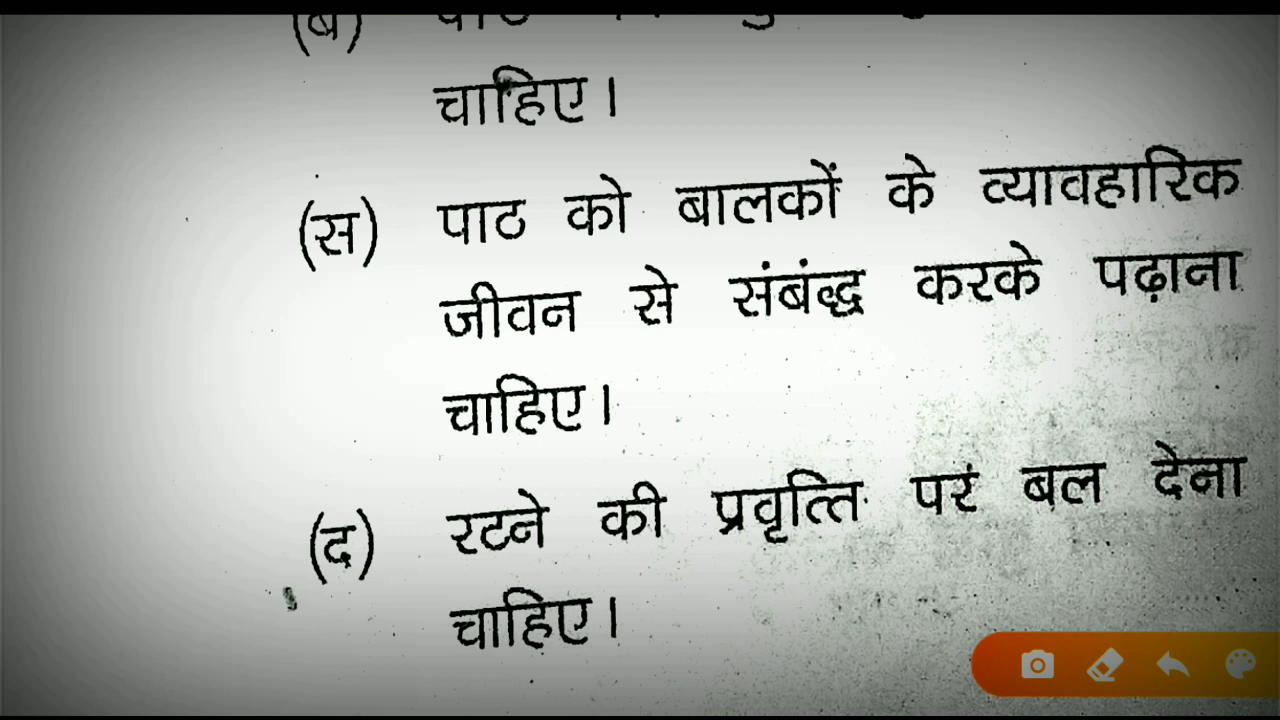 (ब) पाठ
चाहिए।
(स) पाठ को बालकों के व्यावहारिक
जीवन से संबंद्ध करके पढ़ाना
चाहिए।
(द) रटने की प्रवृत्ति पर बल देना
चाहिए।